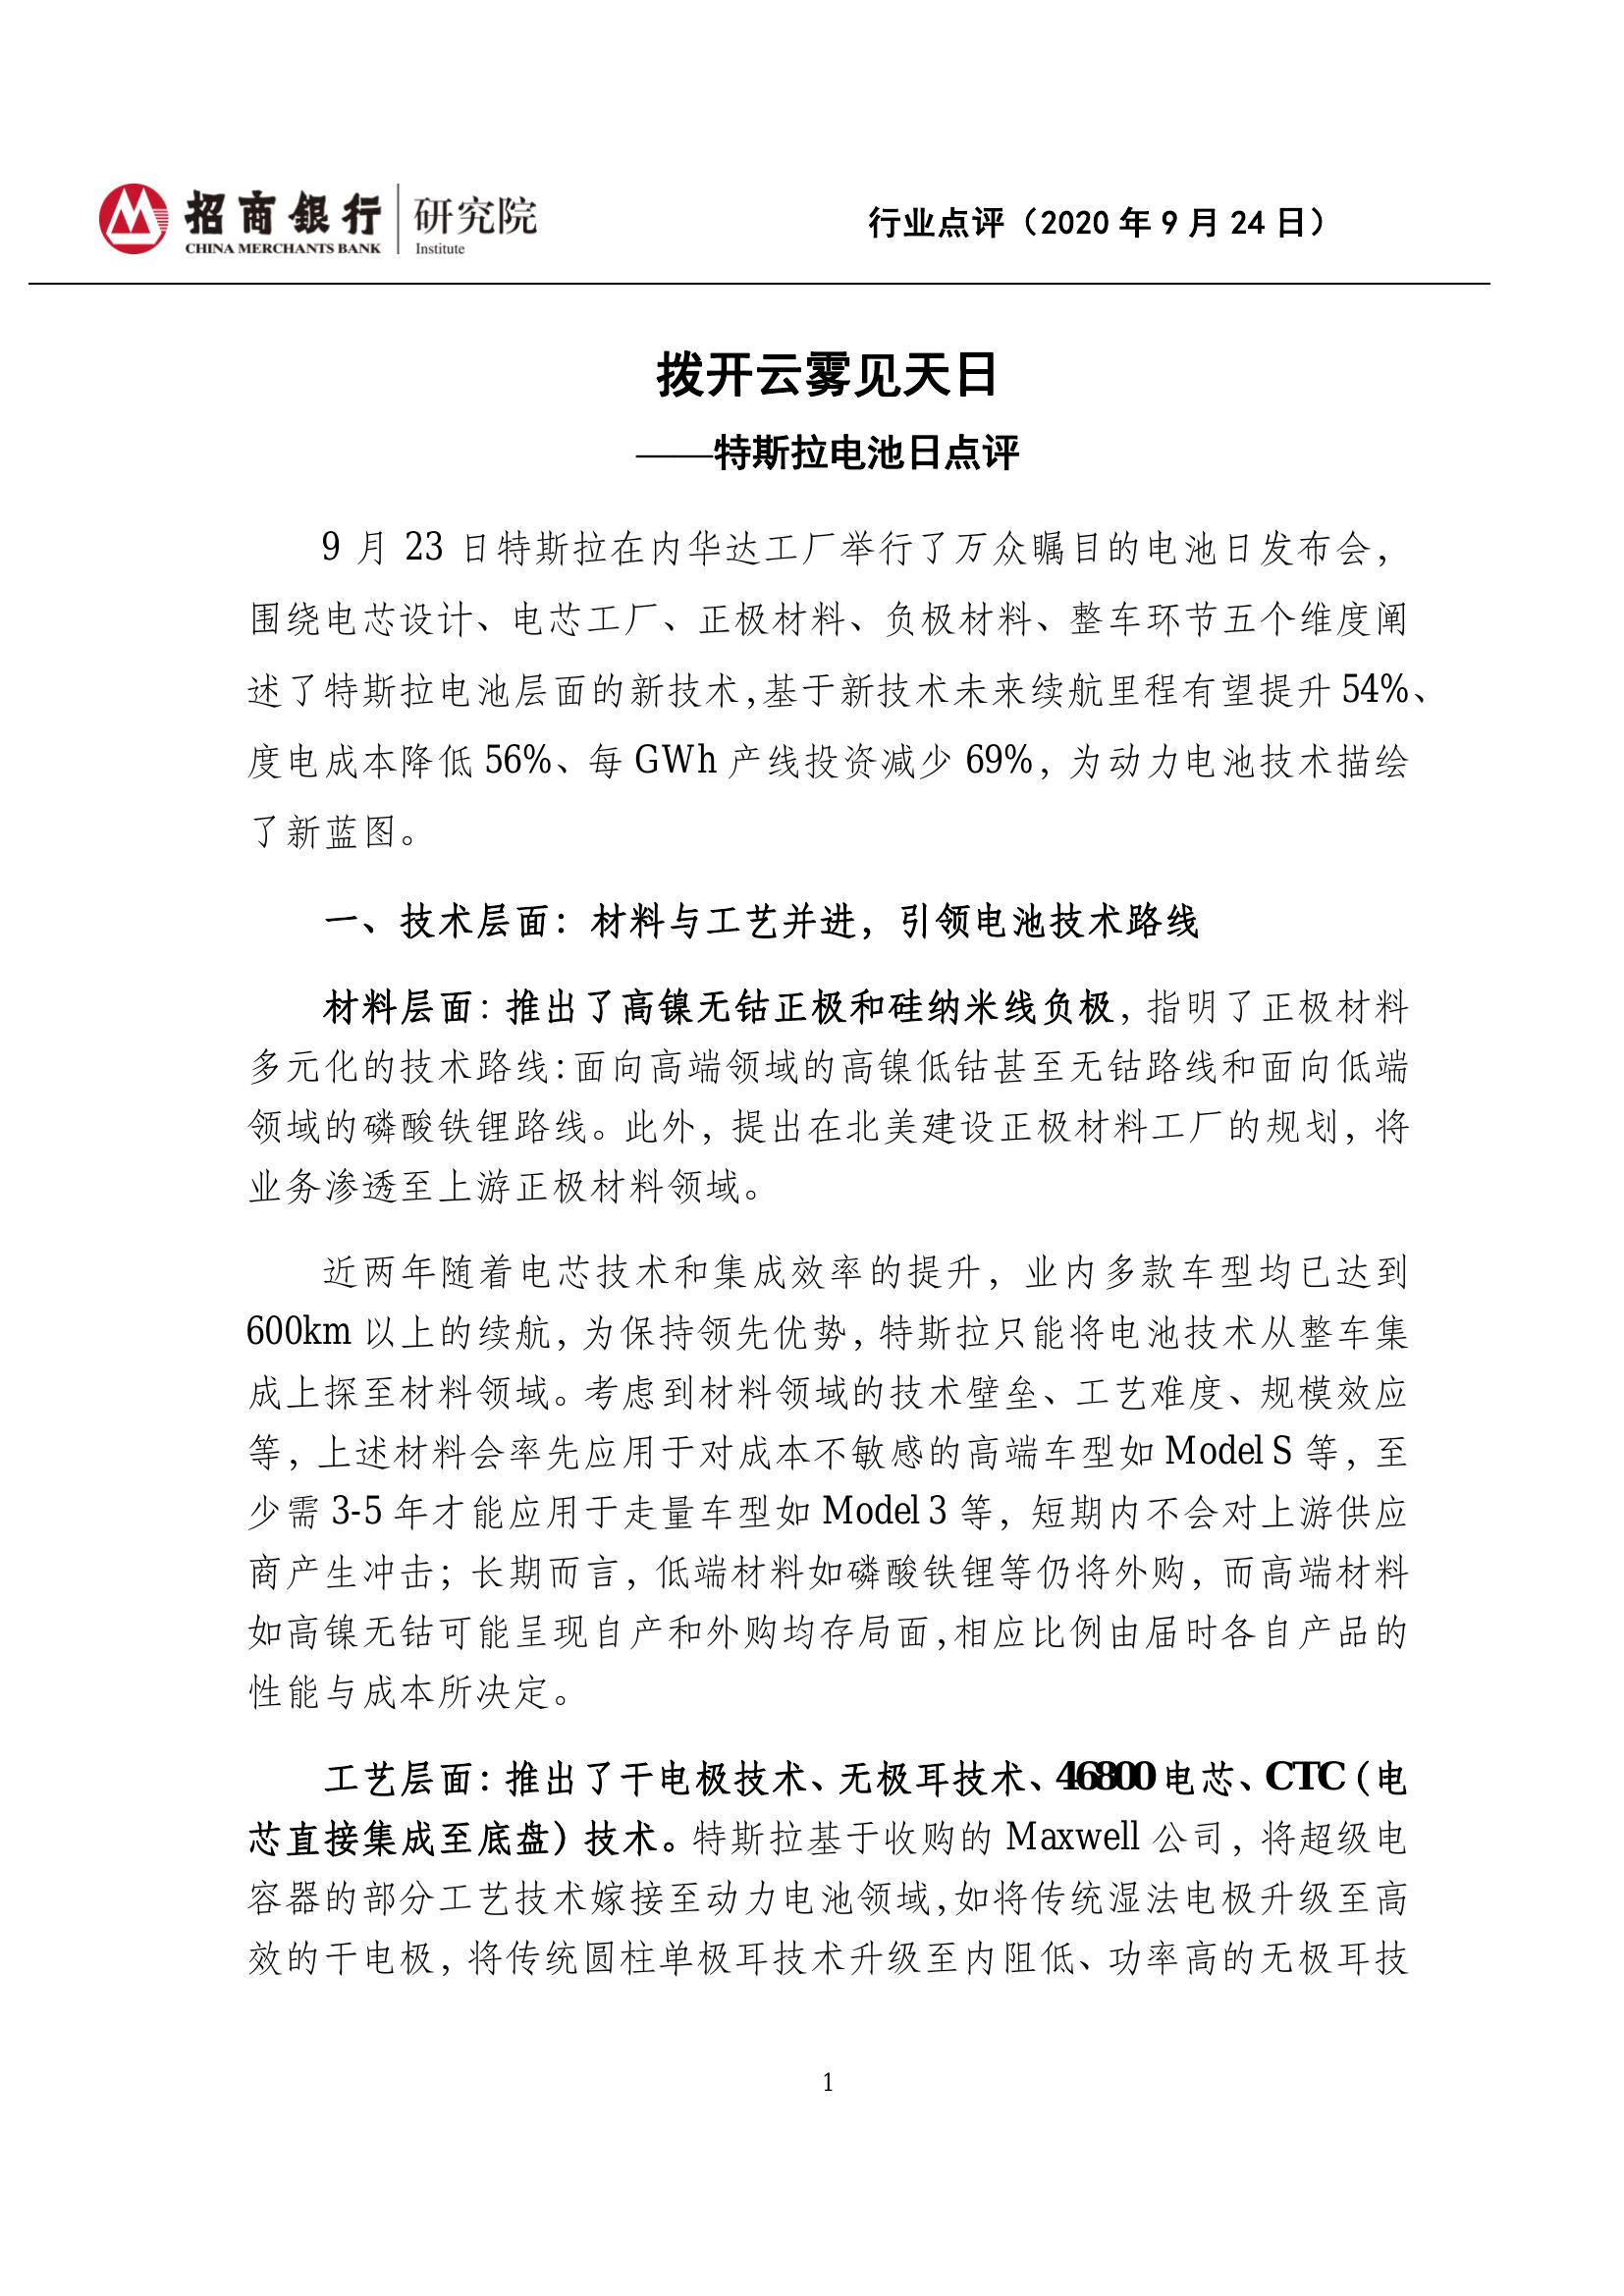 招商銀行 研究院
CHINA MERCHANTS BANK Institute
行业点评（2020 年 9 月 24 日）
拨开云雾见天日
——特斯拉电池日点评
9 月 23 日特斯拉在内华达工厂举行了万众瞩目的电池日发布会，
围绕电芯设计、电芯工厂、正极材料、负极材料、整车环节五个维度阐
述了特斯拉电池层面的新技术，基于新技术未来续航里程有望提升 54%、
度电成本降低 56%、每 GWh 产线投资减少 69%，为动力电池技术描绘
了新蓝图。
一、技术层面：材料与工艺并进，引领电池技术路线
材料层面：推出了高镍无钴正极和硅纳米线负极，指明了正极材料
多元化的技术路线：面向高端领域的高镍低钴甚至无钴路线和面向低端
领域的磷酸铁锂路线。此外，提出在北美建设正极材料工厂的规划，将
业务渗透至上游正极材料领域。
近两年随着电芯技术和集成效率的提升，业内多款车型均已达到
600km 以上的续航，为保持领先优势，特斯拉只能将电池技术从整车集
成上探至材料领域。考虑到材料领域的技术壁垒、工艺难度、规模效应
等，上述材料会率先应用于对成本不敏感的高端车型如 Model S 等，至
少需 3-5 年才能应用于走量车型如 Model 3 等，短期内不会对上游供应
商产生冲击；长期而言，低端材料如磷酸铁锂等仍将外购，而高端材料
如高镍无钴可能呈现自产和外购均存局面，相应比例由届时各自产品的
性能与成本所决定。
工艺层面：推出了干电极技术、无极耳技术、46800 电芯、CTC（电
芯直接集成至底盘）技术。特斯拉基于收购的 Maxwell 公司，将超级电
容器的部分工艺技术嫁接至动力电池领域，如将传统湿法电极升级至高
效的干电极，将传统圆柱单极耳技术升级至内阻低、功率高的无极耳技
1